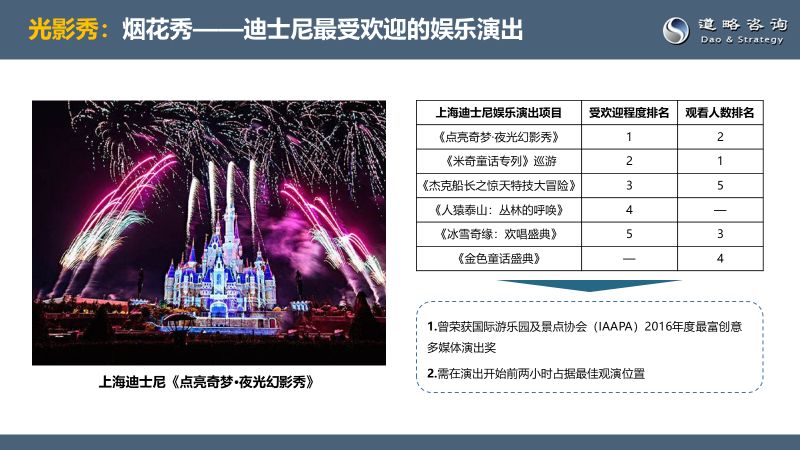 光影秀：烟花秀——迪士尼最受欢迎的娱乐演出
道略咨询
Dao & Strategy
上海迪士尼娱乐演出项目 受欢迎程度排名 观看人数排名
《点亮奇梦·夜光幻影秀》 1 2
《米奇童话专列》巡游 2 1
《杰克船长之惊天特技大冒险》 3 5
《人猿泰山：丛林的呼唤》 4 —
《冰雪奇缘：欢唱盛典》 5 3
《金色童话盛典》 — 4
1.曾荣获国际游乐园及景点协会（IAAPA）2016年度最富创意
多媒体演出奖
2.需在演出开始前两小时占据最佳观演位置
上海迪士尼《点亮奇梦•夜光幻影秀》